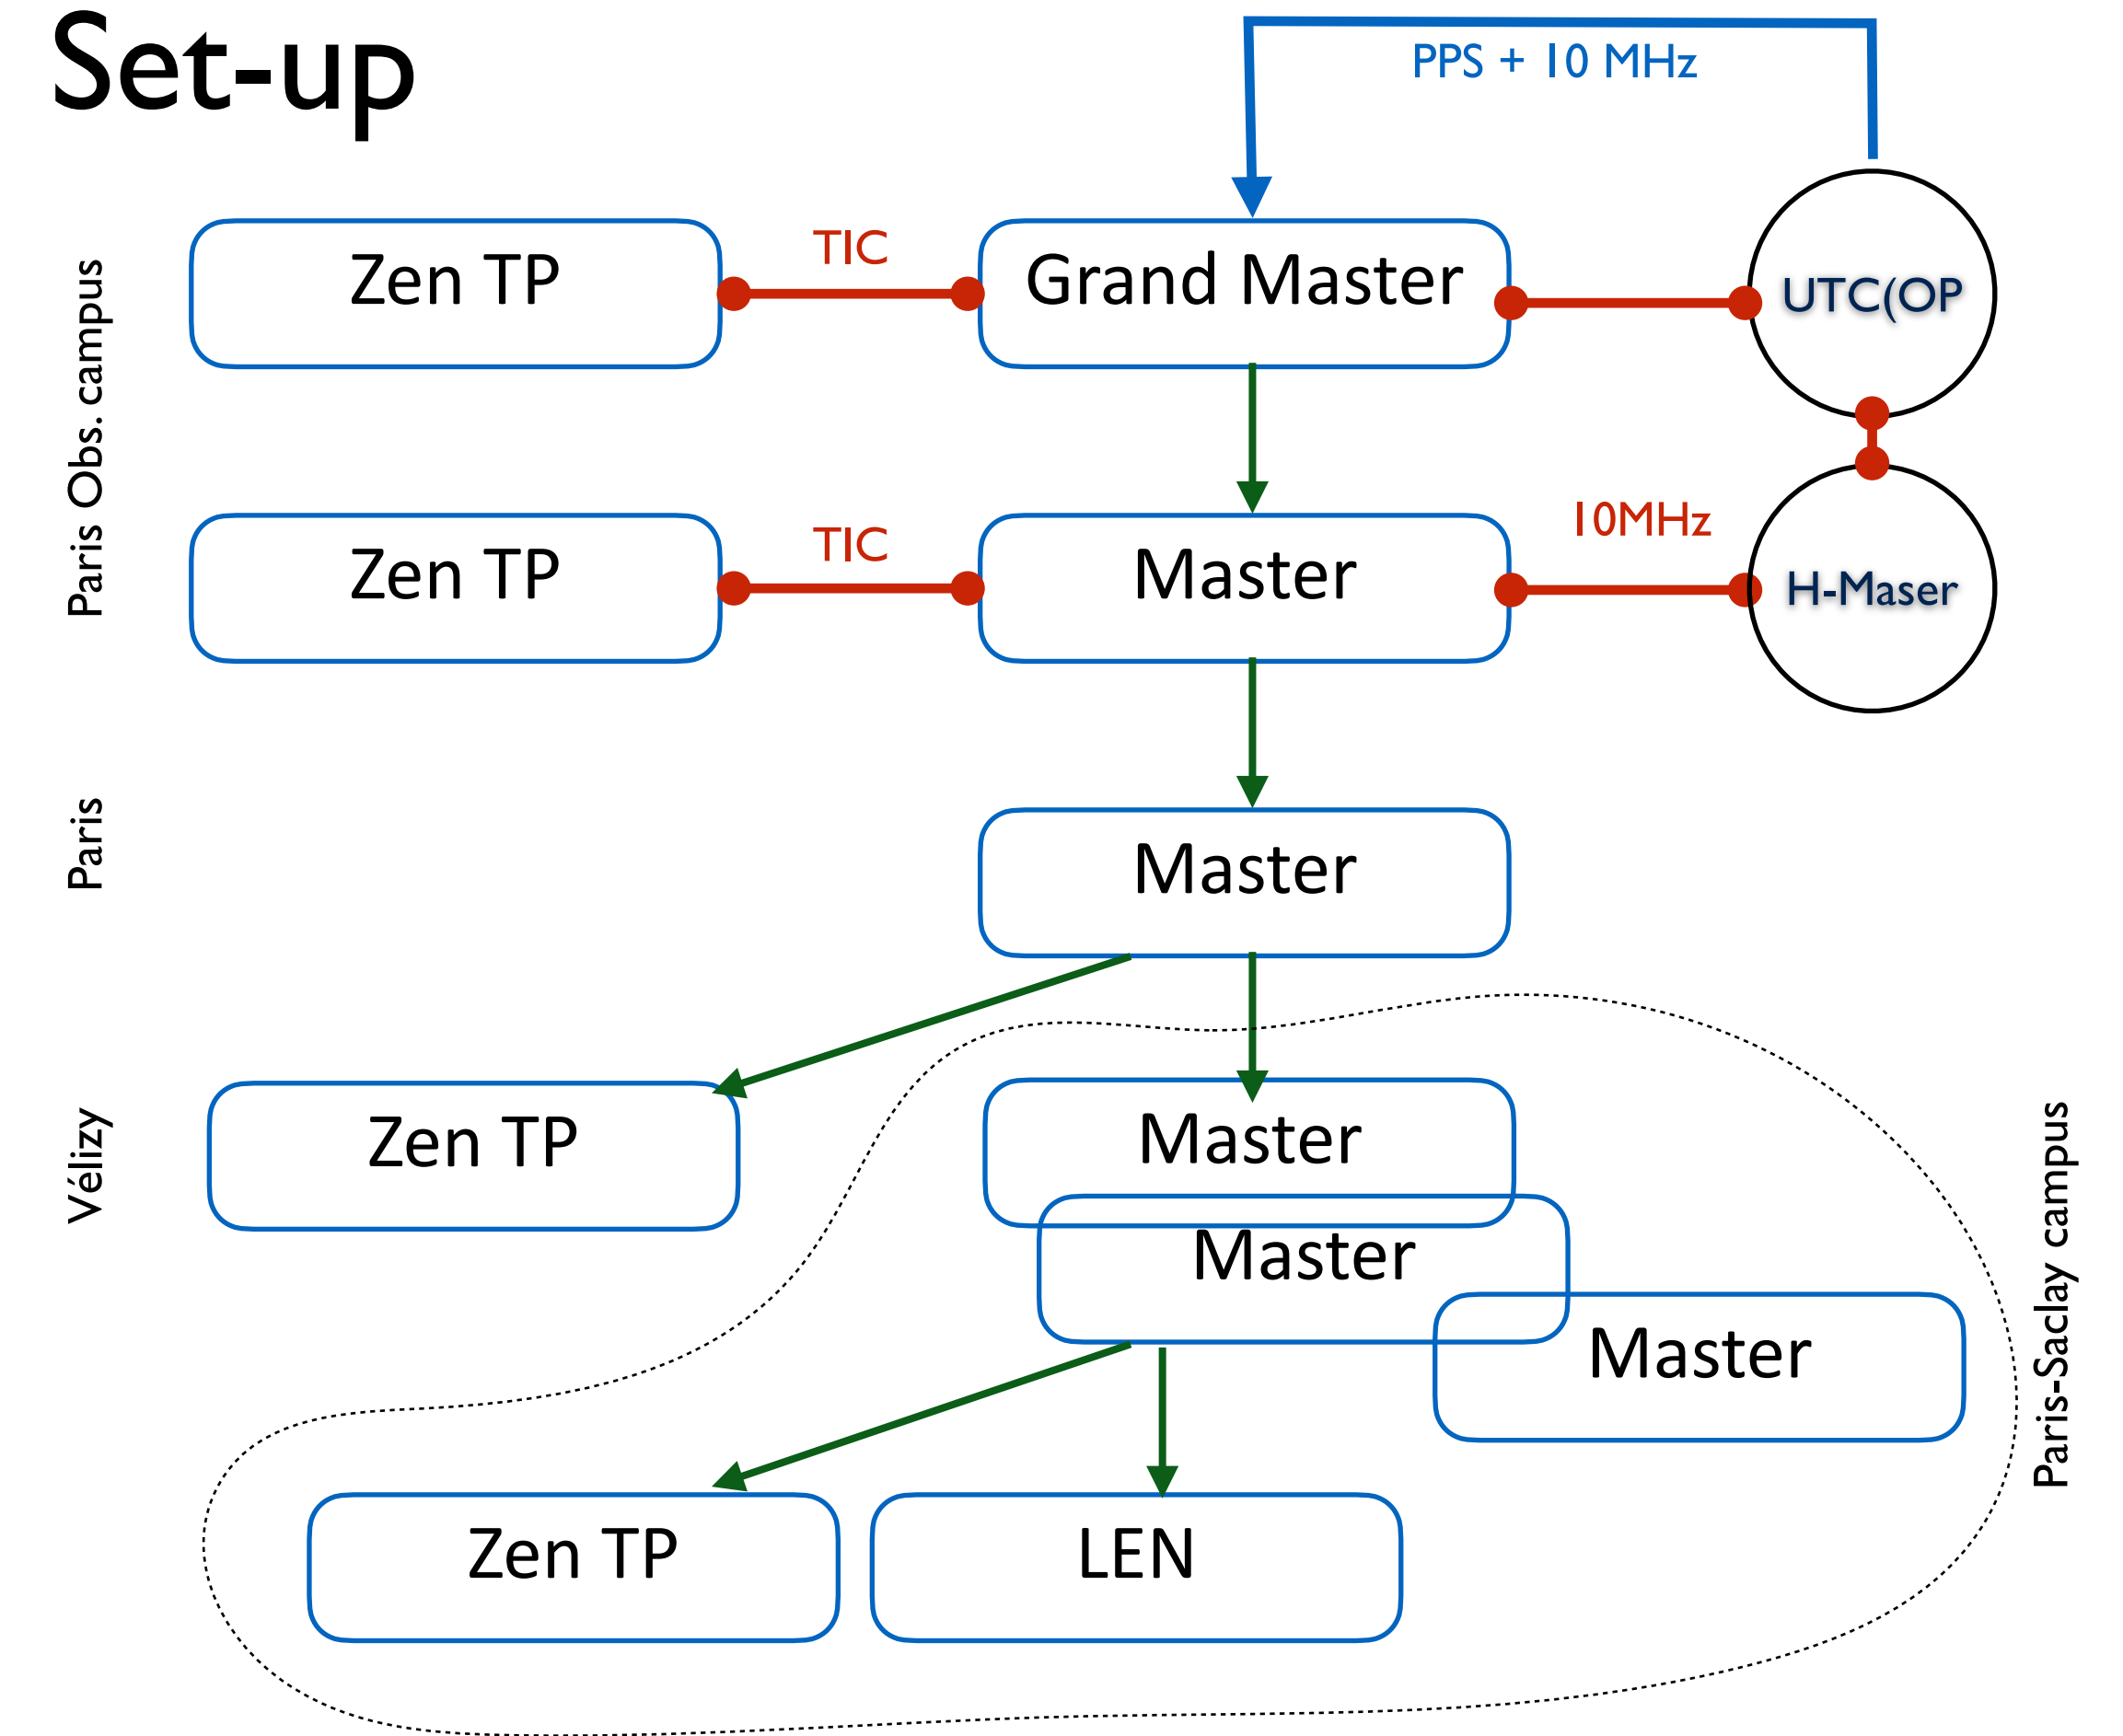 Set-up
PPS + 10 MHz
Paris Obs. campus
Zen TP
TIC
Grand Master
UTC(OP
Zen TP
TIC
Master
10MHz
H-Maser
Paris
Master
Vélizy
Zen TP
Master
Master
Master
Paris-Saclay campus
Zen TP
LEN